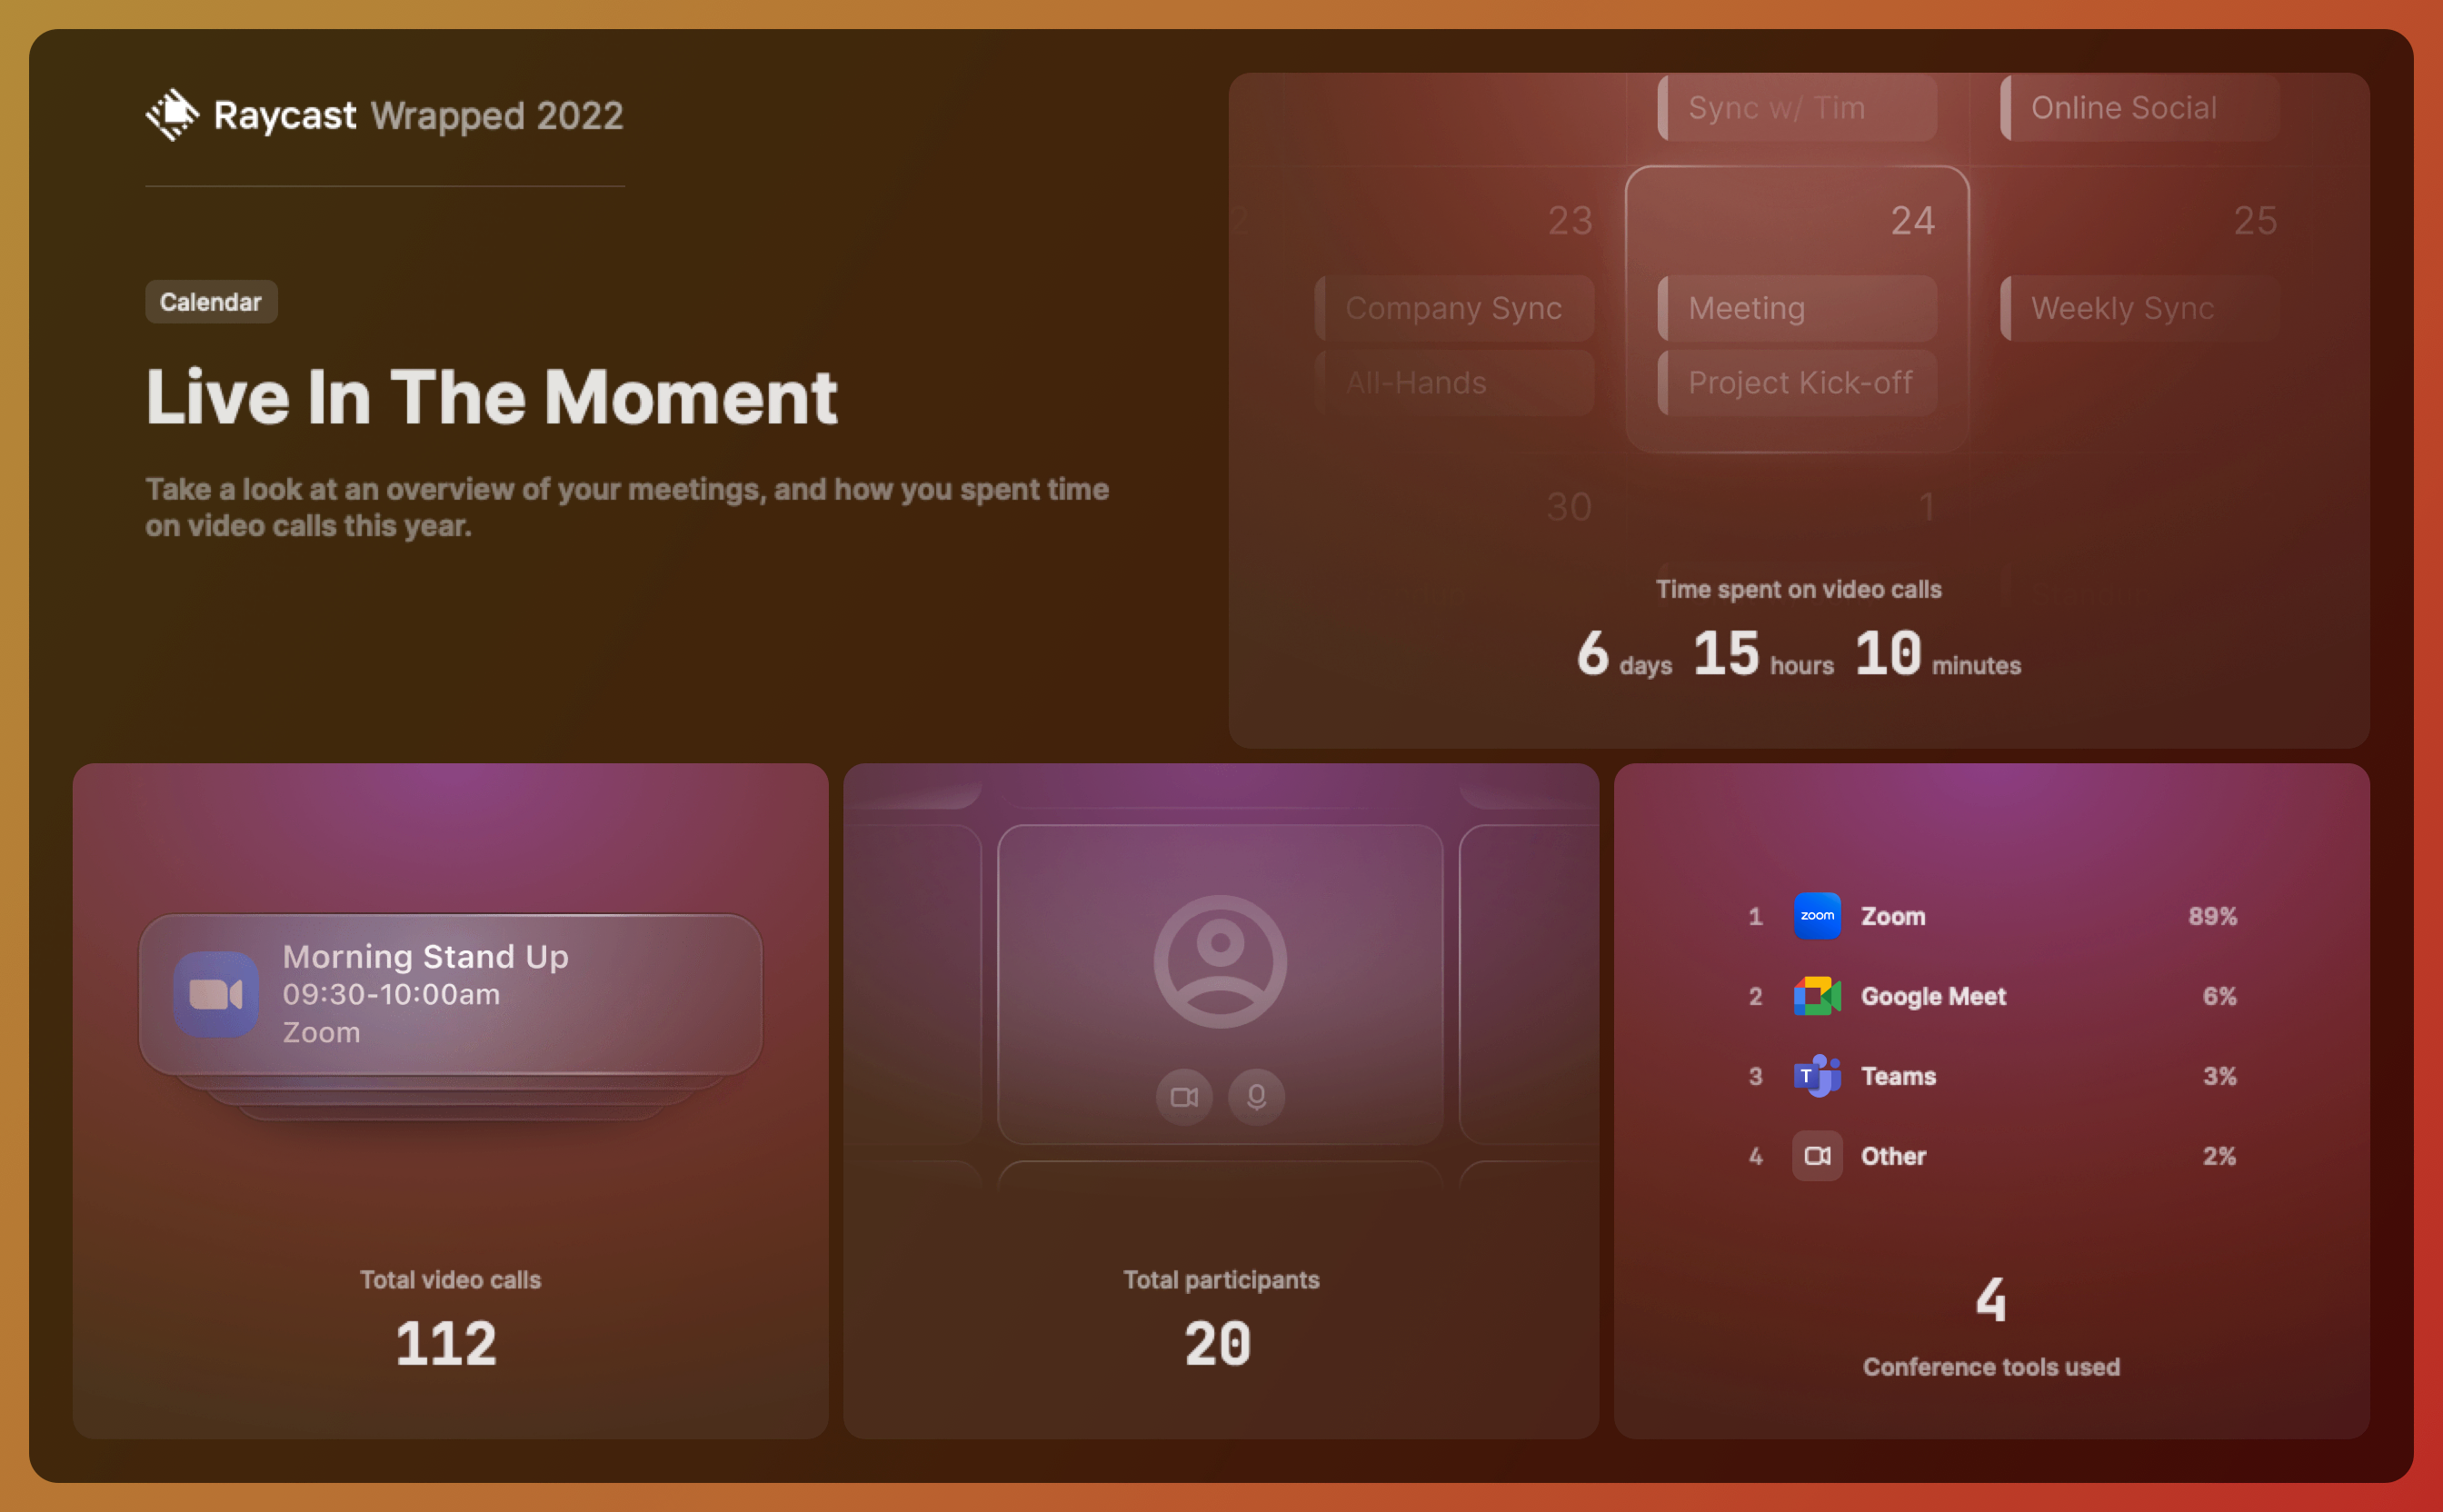 Raycast Wrapped 2022
Calendar
Live In The Moment
Take a look at an overview of your meetings, and how you spent time
on video calls this year.
Sync w/ Tim
Online Social
23
24
25
Company Sync
Meeting
Weekly Sync
All-Hands
Project Kick-off
30
1
Time spent on video calls
6 days 15 hours 10 minutes
Morning Stand Up
09:30-10:00am
Zoom
Total video calls
112
Total participants
20
1 zoom Zoom 89%
2 Google Meet 6%
3 T Teams 3%
4 Other 2%
4
Conference tools used